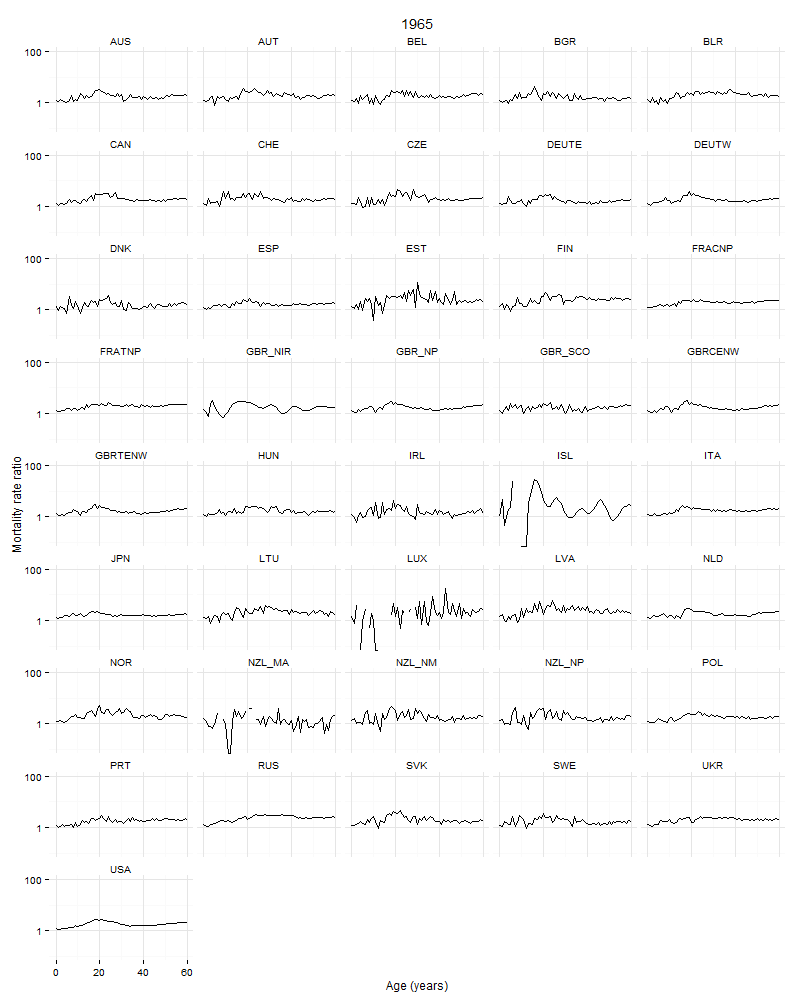 1965
AUS AUT BEL BGR BLR
100
1
CAN CHE CZE DEUTE DEUTW
100
1
DNK ESP EST FIN FRACNP
100
1
FRATNP GBR_NIR GBR_NP GBR_SCO GBRCENW
100
1
GBRTENW HUN IRL ISL ITA
100
1
Mortality rate ratio
JPN LTU LUX LVA NLD
100
1
NOR NZL_MA NZL_NM NZL_NP POL
100
1
PRT RUS SVK SWE UKR
100
1
USA
100
1
0 20 40 60
Age (years)